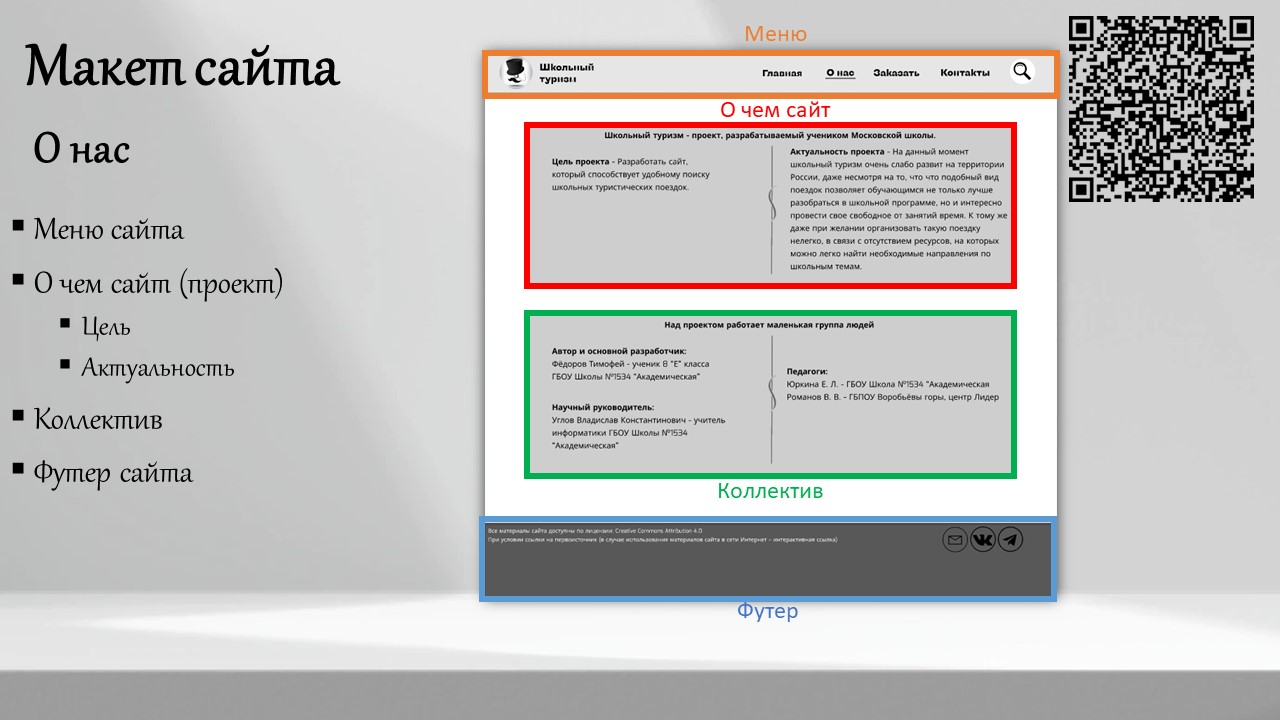 Макет сайта
О нас
Меню сайта
О чем сайт (проект)
Цель
Актуальность
Коллектив
Футер сайта
Меню
Школьный
туризм
Главная
О нас
Заказать
Контакты
О чем сайт
Школьный туризм - проект, разрабатываемый учеником Московской школы.
Цель проекта - Разработать сайт,
который способствует удобному поиску
школьных туристических поездок.
Актуальность проекта - На данный момент
школьный туризм очень слабо развит на территории
России, даже несмотря на то, что что подобный вид
поездок позволяет обучающимся не только лучше
разобраться в школьной программе, но и интересно
провести свое свободное от занятий время. К тому же
даже при желании организовать такую поездку
нелегко, в связи с отсутствием ресурсов, на которых
можно легко найти необходимые направления по
школьным темам.
Над проектом работает маленькая группа людей
Автор и основной разработчик:
Фёдоров Тимофей - ученик 8 "Е" класса
ГБОУ Школы №1534 "Академическая"
Научный руководитель:
Углов Владислав Константинович - учитель
информатики ГБОУ Школы №1534
"Академическая"
Педагоги:
Юркина Е. Л. - ГБОУ Школа №1534 "Академическая
Романов В. В. - ГБПОУ Воробьёвы горы, центр Лидер
Коллектив
Все материалы сайта доступны по лицензии: Creative Commons Attribution 4.0
При условии ссылки на первоисточник (в случае использования материалов сайта в сети Интернет – интерактивная ссылка)
Футер